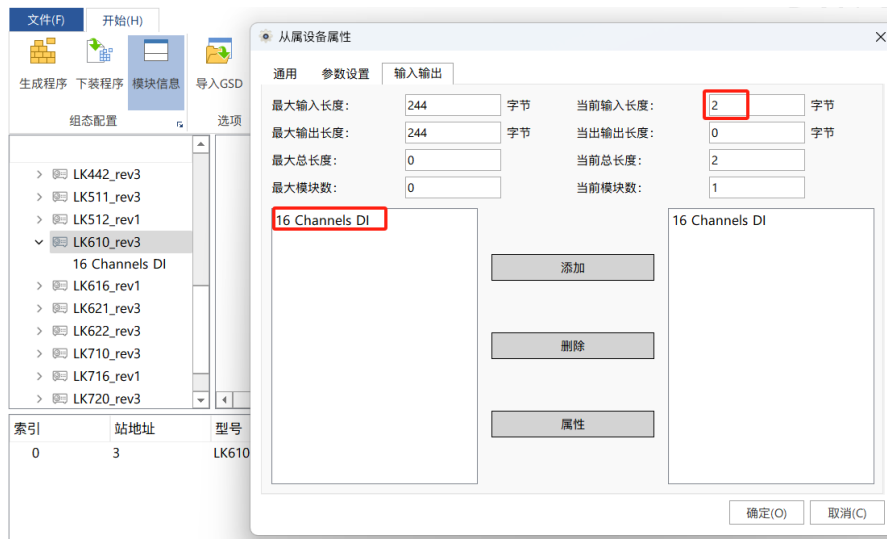 文件(F) 开始(H)
生成程序 下装程序 模块信息 导入GSD
组态配置 选项
LK442_rev3
LK511_rev3
LK512_rev1
LK610_rev3
16 Channels DI
LK616_rev1
LK621_rev3
LK622_rev3
LK710_rev3
LK716_rev1
LK720_rev3
索引 站地址 型号
0 3 LK610
从属设备属性
通用 参数设置 输入输出
最大输入长度： 244 字节 当前输入长度： 2 字节
最大输出长度： 244 字节 当出输出长度： 0 字节
最大总长度： 0 当前总长度： 2
最大模块数： 0 当前模块数： 1
16 Channels DI 16 Channels DI
添加
删除
属性
确定(O) 取消(C)